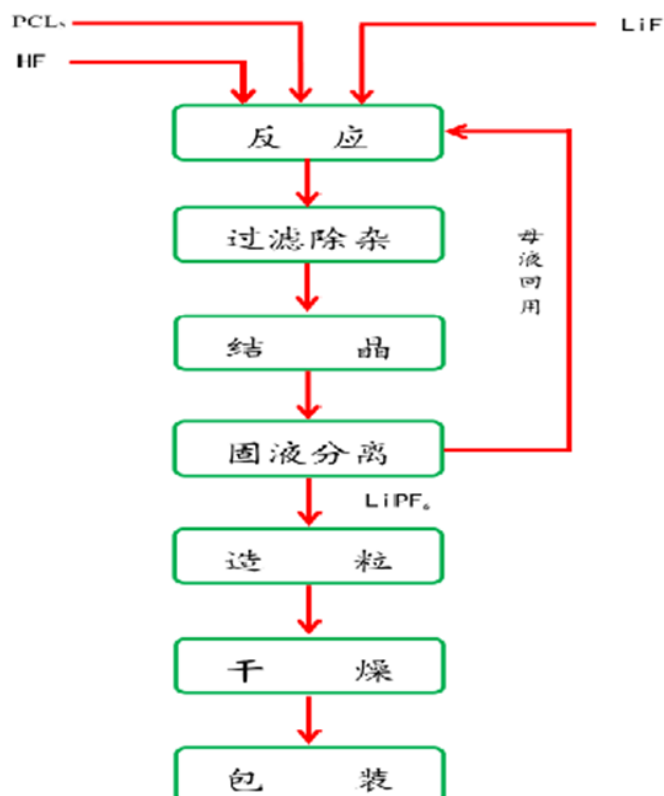 PCL、
LiF
HF
反 应
过滤除杂
母液回用
结 晶
固液分离
LiPF₆
造 粒
干 燥
包 装